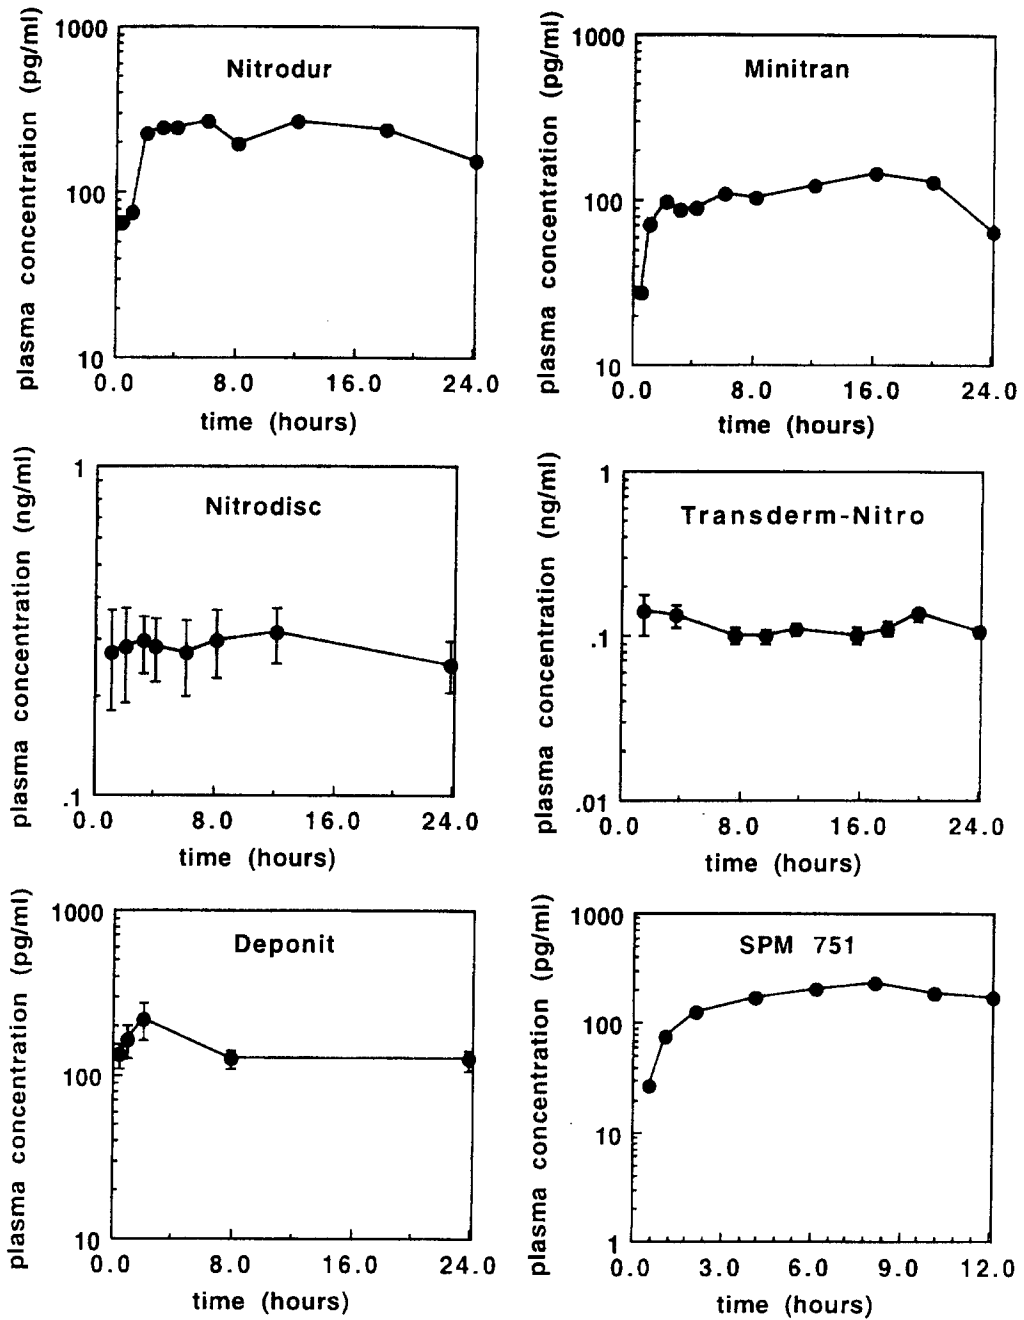 plasma concentration (pg/ml)
1000
100
10
Nitrodur
0.0 8.0 16.0 24.0
time (hours)
plasma concentration (pg/ml)
1000
100
10
Minitran
0.0 8.0 16.0 24.0
time (hours)
plasma concentration (ng/ml)
1
.1
Nitrodisc
0.0 8.0 16.0 24.0
time (hours)
plasma concentration (ng/ml)
1
.1
.01
Transderm-Nitro
0.0 8.0 16.0 24.0
time (hours)
plasma concentration (pg/ml)
1000
100
10
Deponit
0.0 8.0 16.0 24.0
time (hours)
plasma concentration (pg/ml)
1000
100
10
1
SPM 751
0.0 3.0 6.0 9.0 12.0
time (hours)